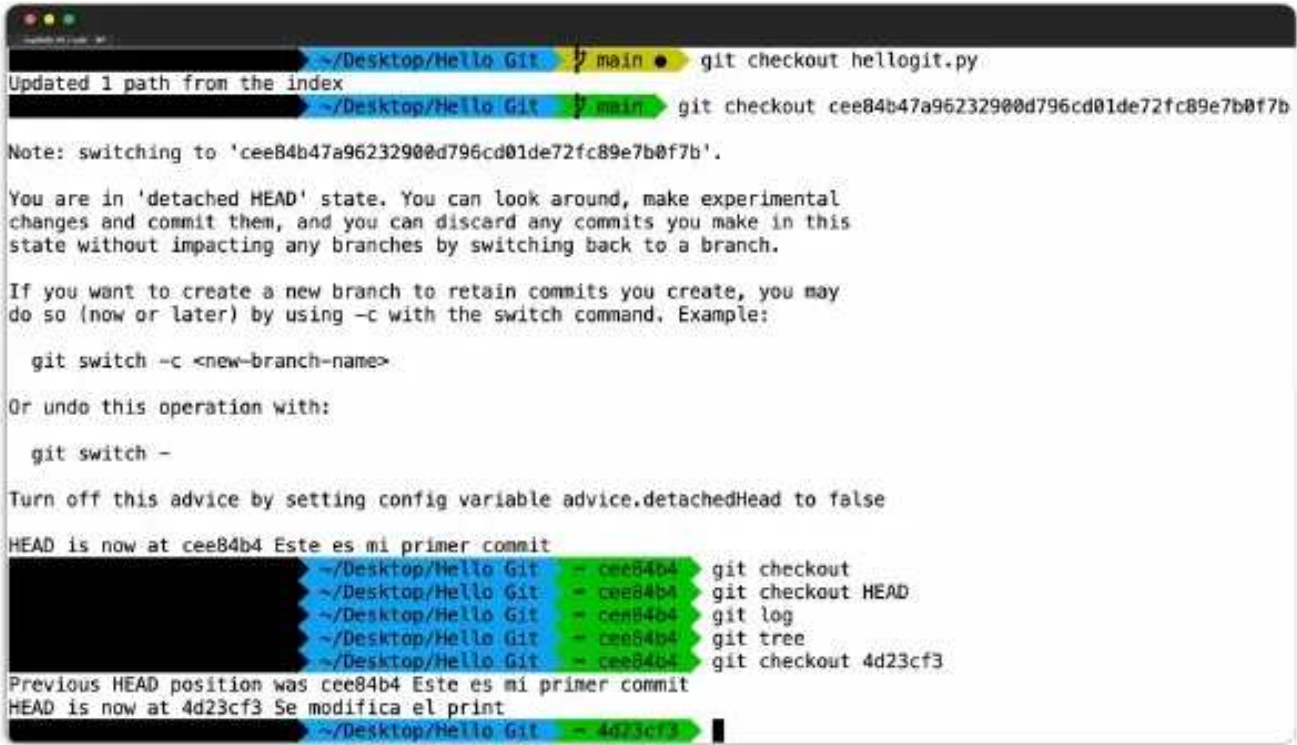 ~/Desktop/Hello Git main ● git checkout hellogit.py
Updated 1 path from the index
~/Desktop/Hello Git main git checkout cee84b47a96232900d796cd01de72fc89e7b0f7b
Note: switching to 'cee84b47a96232900d796cd01de72fc89e7b0f7b'.
You are in 'detached HEAD' state. You can look around, make experimental
changes and commit them, and you can discard any commits you make in this
state without impacting any branches by switching back to a branch.
If you want to create a new branch to retain commits you create, you may
do so (now or later) by using -c with the switch command. Example:
git switch -c <new-branch-name>
Or undo this operation with:
git switch -
Turn off this advice by setting config variable advice.detachedHead to false
HEAD is now at cee84b4 Este es mi primer commit
~/Desktop/Hello Git ➦ cee84b4 git checkout
~/Desktop/Hello Git ➦ cee84b4 git checkout HEAD
~/Desktop/Hello Git ➦ cee84b4 git log
~/Desktop/Hello Git ➦ cee84b4 git tree
~/Desktop/Hello Git ➦ cee84b4 git checkout 4d23cf3
Previous HEAD position was cee84b4 Este es mi primer commit
HEAD is now at 4d23cf3 Se modifica el print
~/Desktop/Hello Git ➦ 4d23cf3